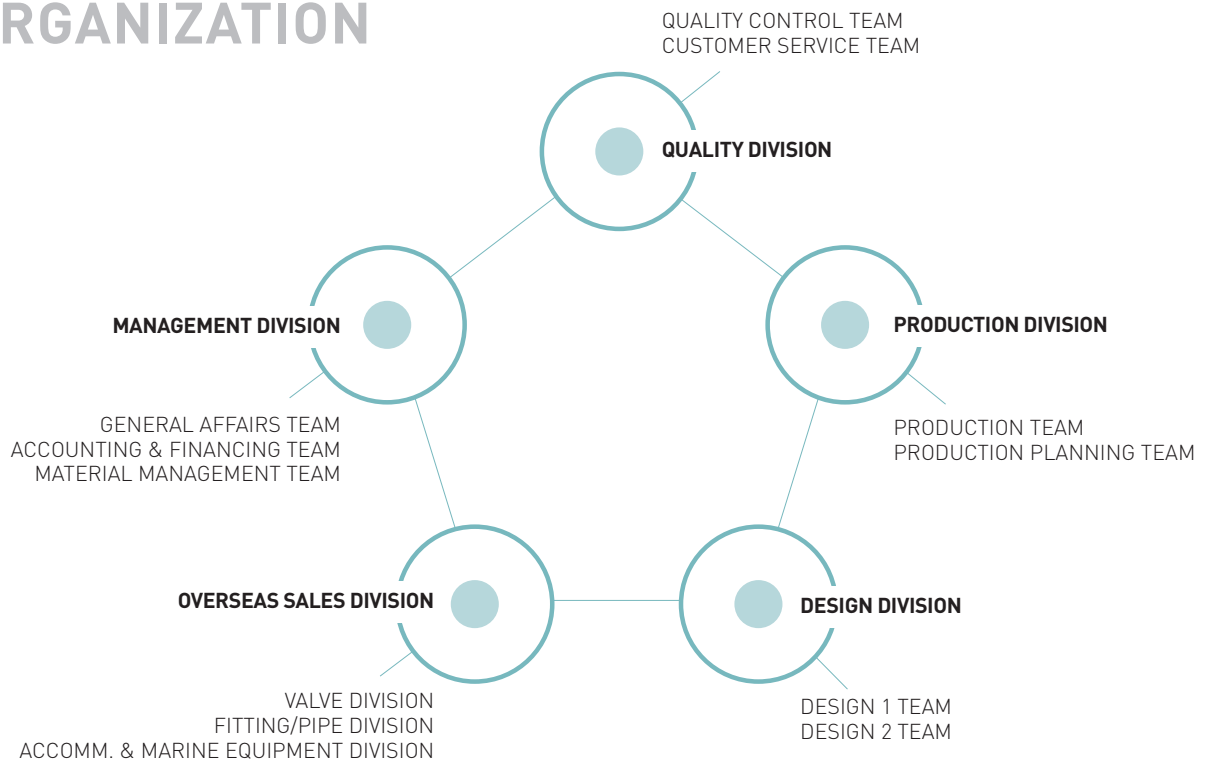 RGANIZATION
QUALITY CONTROL TEAM
CUSTOMER SERVICE TEAM
QUALITY DIVISION
MANAGEMENT DIVISION
GENERAL AFFAIRS TEAM
ACCOUNTING & FINANCING TEAM
MATERIAL MANAGEMENT TEAM
PRODUCTION DIVISION
PRODUCTION TEAM
PRODUCTION PLANNING TEAM
OVERSEAS SALES DIVISION
VALVE DIVISION
FITTING/PIPE DIVISION
ACCOMM. & MARINE EQUIPMENT DIVISION
DESIGN DIVISION
DESIGN 1 TEAM
DESIGN 2 TEAM